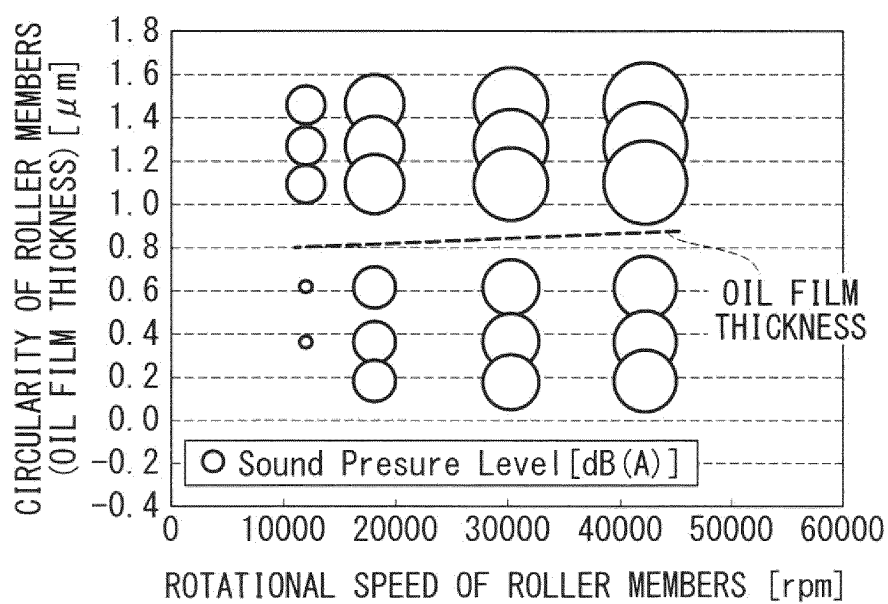 CIRCULARITY OF ROLLER MEMBERS
(OIL FILM THICKNESS) [μm]
1.8
1.6
1.4
1.2
1.0
0.8
0.6
0.4
0.2
0.0
-0.2
-0.4
OIL FILM
THICKNESS
Sound Presure Level[dB(A)]
0 10000 20000 30000 40000 50000 60000
ROTATIONAL SPEED OF ROLLER MEMBERS [rpm]